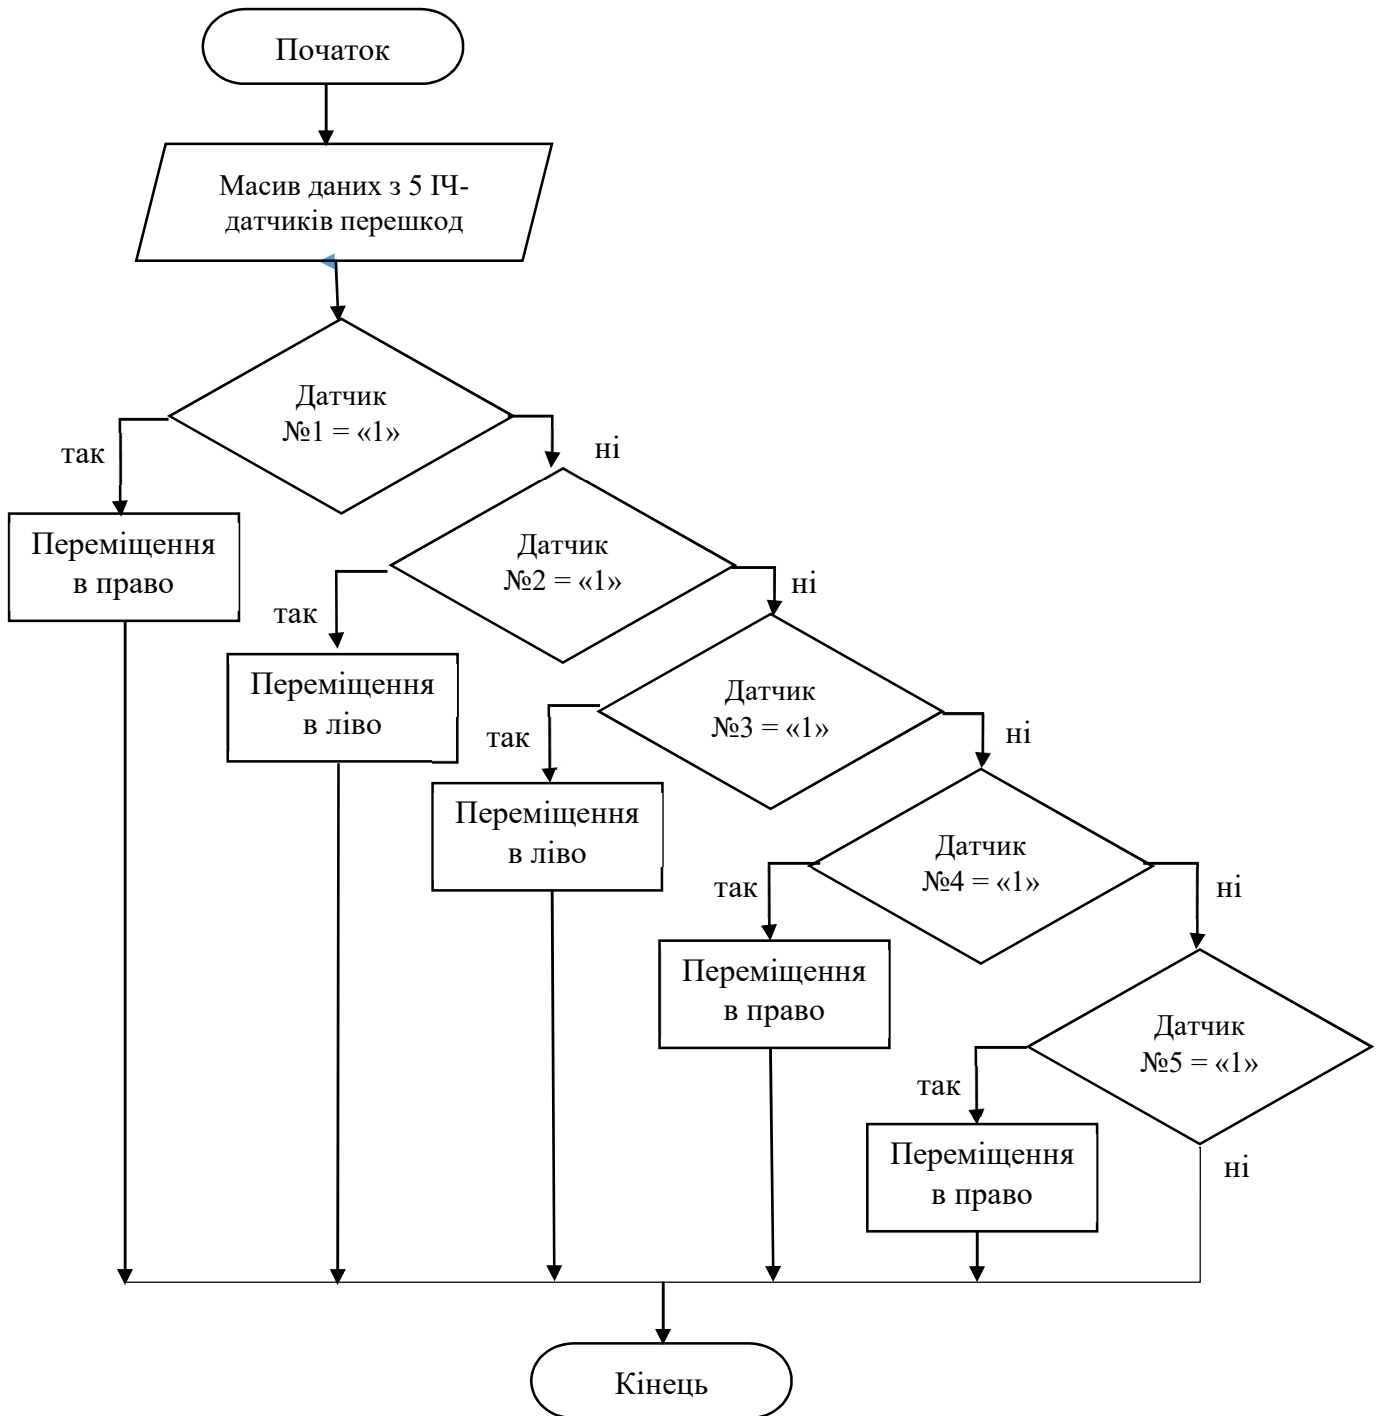 Початок
Масив даних з 5 ІЧ-
датчиків перешкод
Датчик
№1 = «1»
так
ні
Переміщення
в право
Датчик
№2 = «1»
так
ні
Переміщення
в ліво
Датчик
№3 = «1»
так
ні
Переміщення
в ліво
Датчик
№4 = «1»
так
ні
Переміщення
в право
Датчик
№5 = «1»
так
ні
Переміщення
в право
Кінець